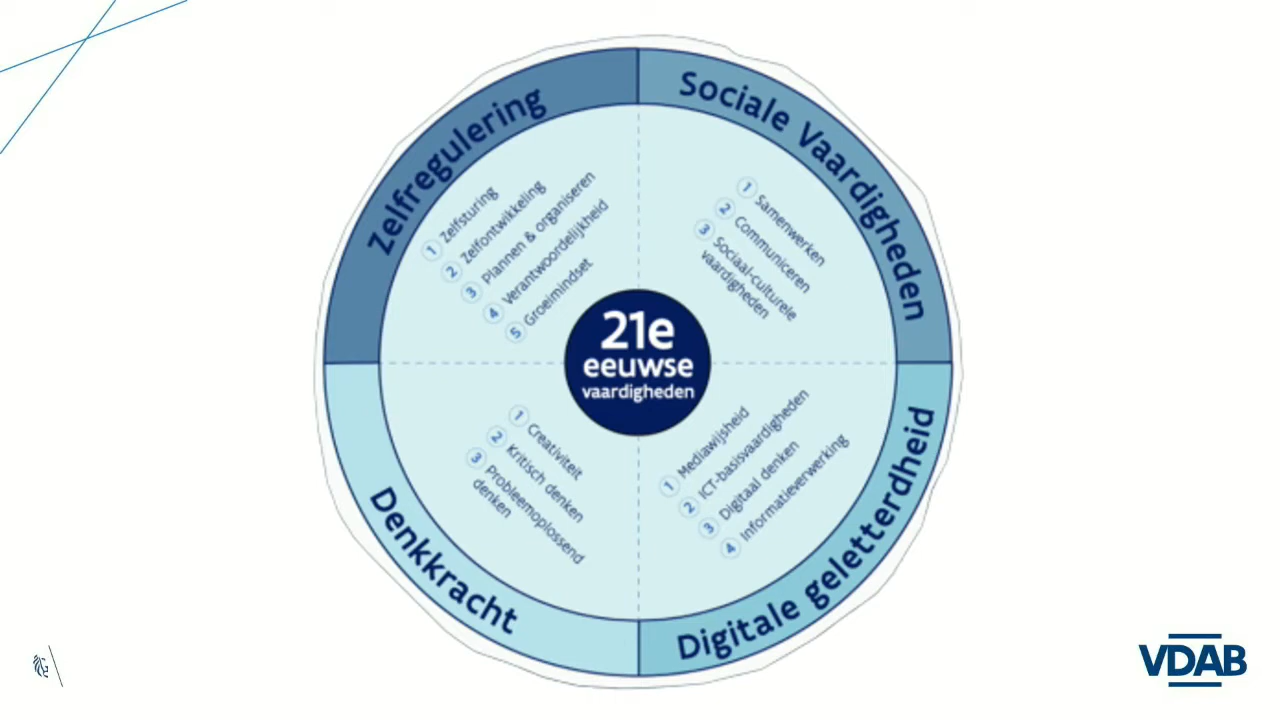 Zelfregulering
1 Zelfsturing
2 Zelfontwikkeling
3 Plannen & organiseren
4 Verantwoordelijkheid
5 Groeimindset
Sociale Vaardigheden
1 Samenwerken
2 Communiceren
3 Sociaal-culturele
vaardigheden
21e
eeuwse
vaardigheden
Denkkracht
1 Creativiteit
2 Kritisch denken
3 Probleemoplossend
denken
Digitale geletterdheid
1 Mediawijsheid
2 ICT-basisvaardigheden
3 Digitaal denken
4 Informatieverwerking
VDAB